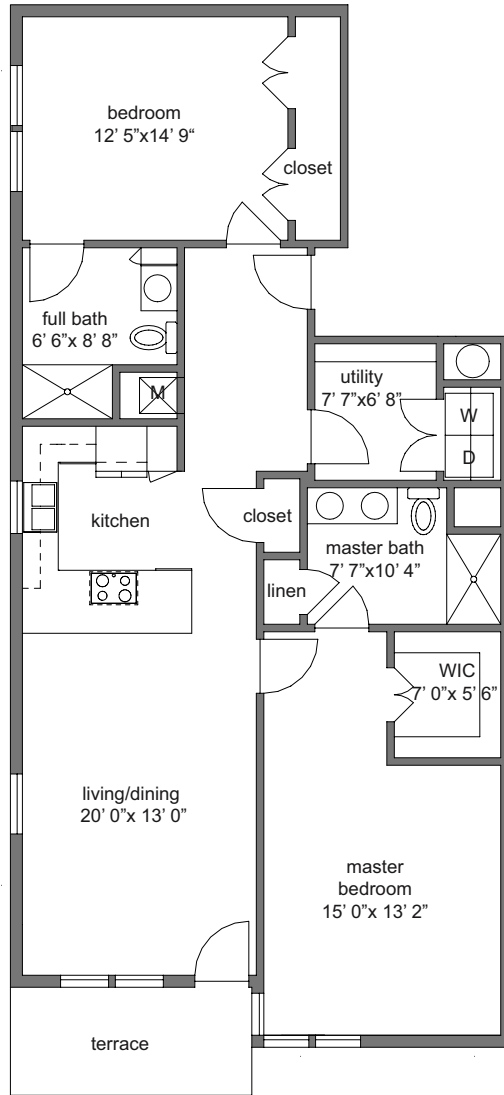 bedroom
12’ 5”x14’ 9“
closet
full bath
6’ 6”x 8’ 8”
utility
7’ 7”x6’ 8”
M
W
D
kitchen
closet
master bath
7’ 7”x10’ 4”
linen
WIC
7’ 0”x 5’ 6”
living/dining
20’ 0”x 13’ 0”
master
bedroom
15’ 0”x 13’ 2”
terrace